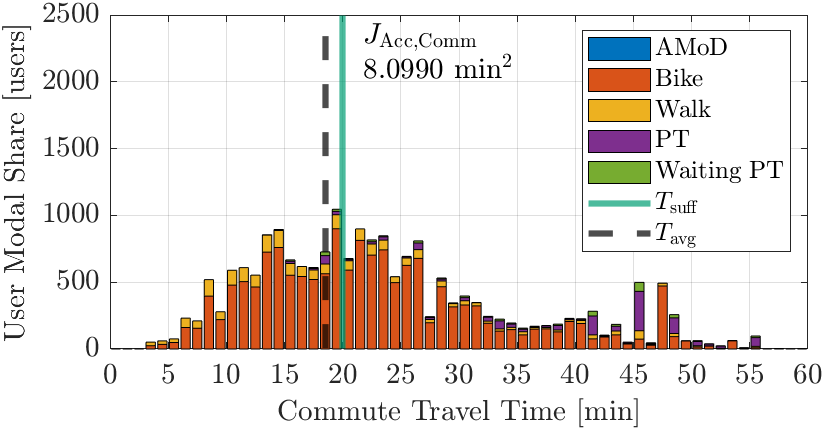 2500
2000
1500
1000
500
0
User Modal Share [users]
J_Acc,Comm
8.0990 min²
AMoD
Bike
Walk
PT
Waiting PT
T_suff
T_avg
0 5 10 15 20 25 30 35 40 45 50 55 60
Commute Travel Time [min]